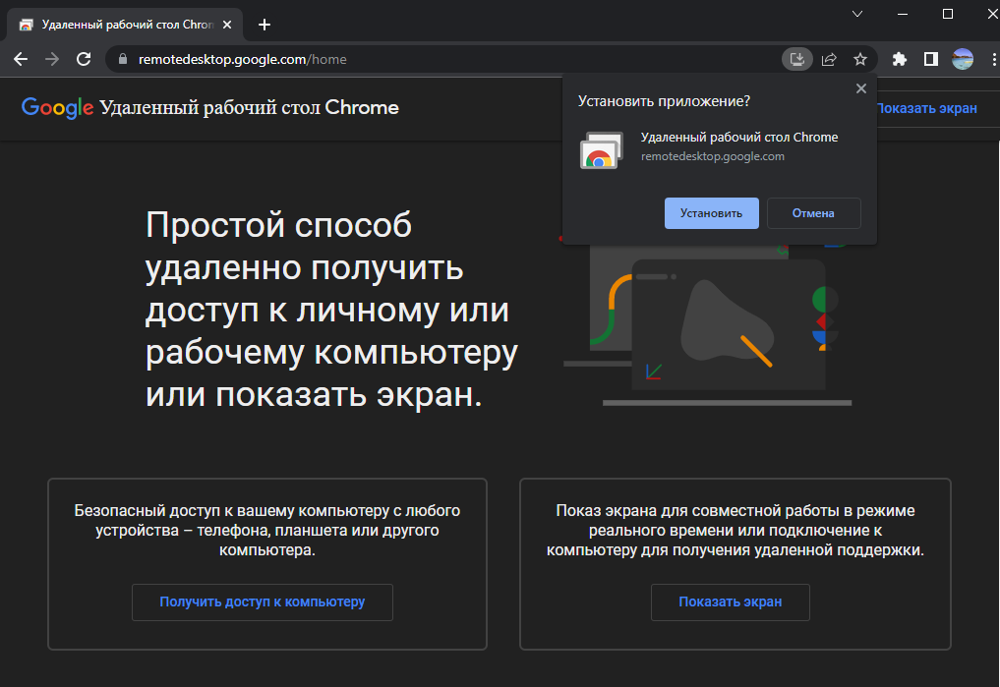 Удаленный рабочий стол Chron
remotedesktop.google.com/home
Google Удаленный рабочий стол Chrome
Показать экран
Установить приложение?
Удаленный рабочий стол Chrome
remotedesktop.google.com
Установить
Отмена
Простой способ
удаленно получить
доступ к личному или
рабочему компьютеру
или показать экран.
Безопасный доступ к вашему компьютеру с любого
устройства – телефона, планшета или другого
компьютера.
Получить доступ к компьютеру
Показ экрана для совместной работы в режиме
реального времени или подключение к
компьютеру для получения удаленной поддержки.
Показать экран